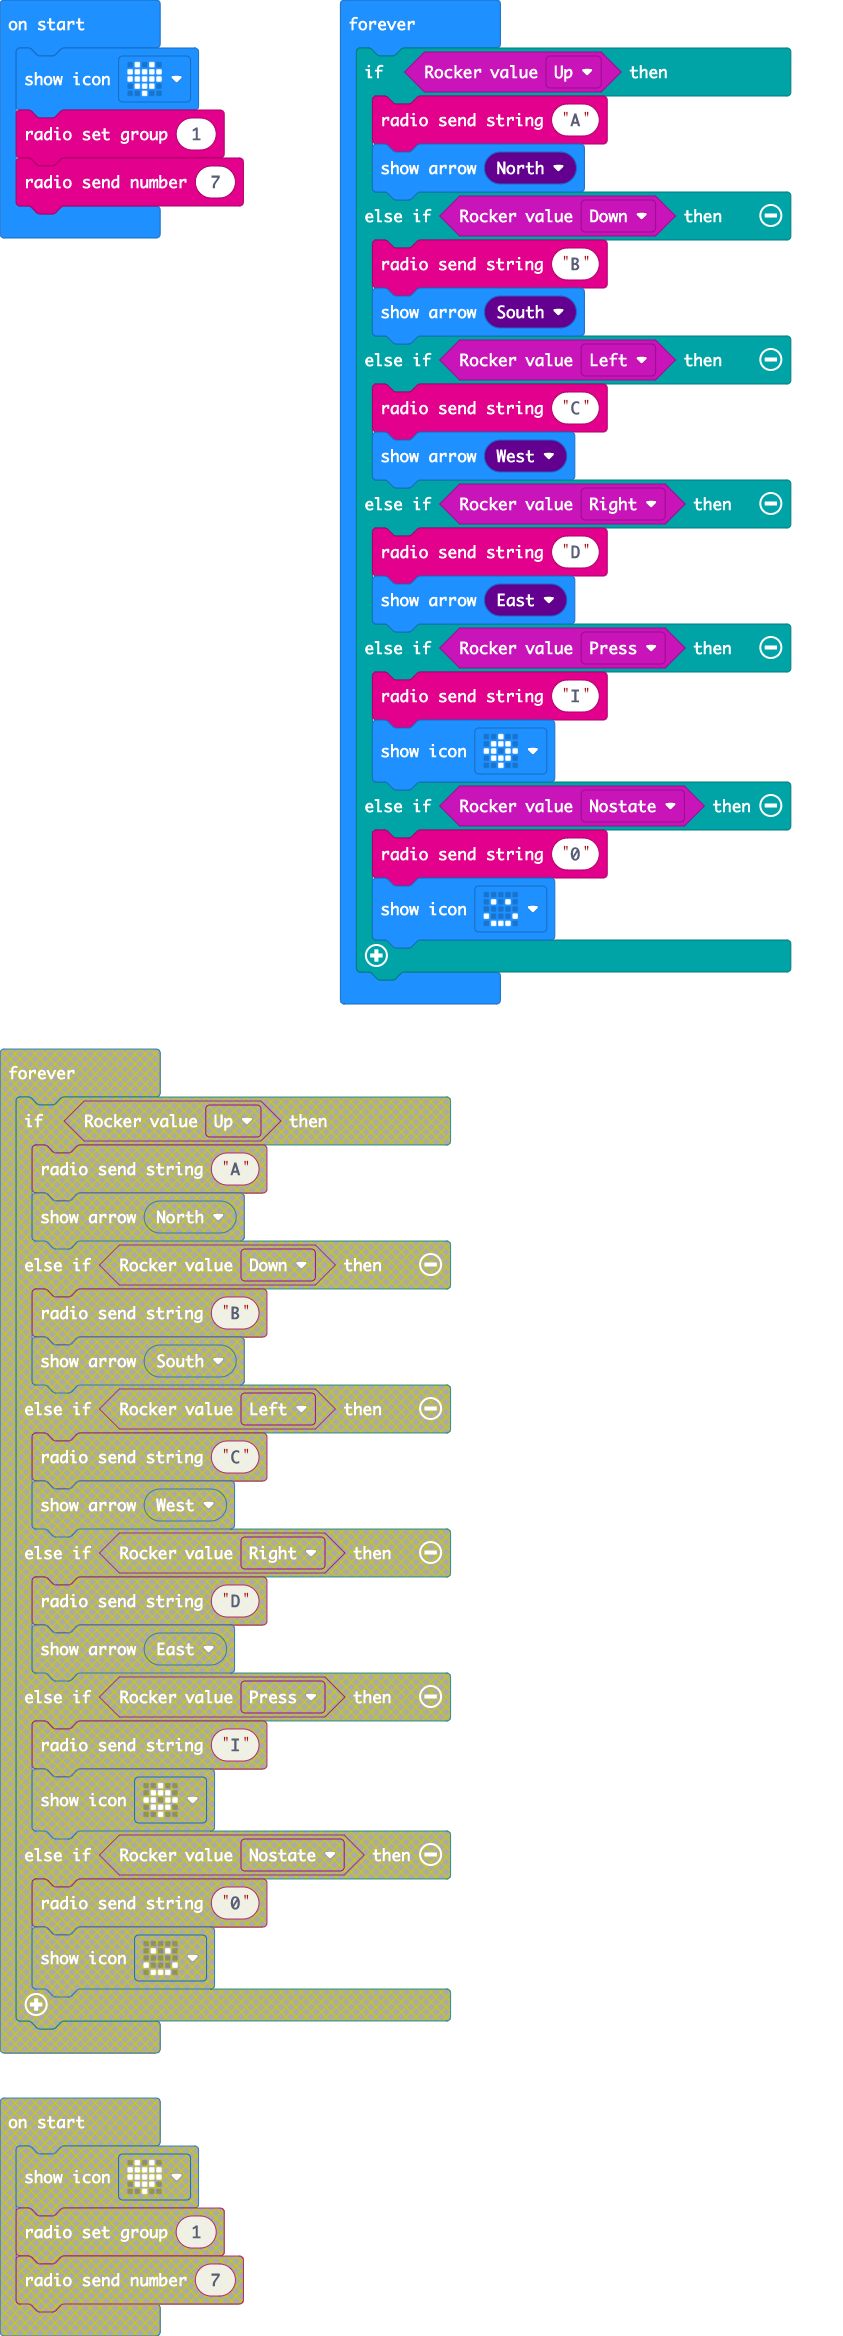 on start
show icon
radio set group 1
radio send number 7
forever
if Rocker value Up then
radio send string "A"
show arrow North
else if Rocker value Down then
radio send string "B"
show arrow South
else if Rocker value Left then
radio send string "C"
show arrow West
else if Rocker value Right then
radio send string "D"
show arrow East
else if Rocker value Press then
radio send string "I"
show icon
else if Rocker value Nostate then
radio send string "0"
show icon
forever
if Rocker value Up then
radio send string "A"
show arrow North
else if Rocker value Down then
radio send string "B"
show arrow South
else if Rocker value Left then
radio send string "C"
show arrow West
else if Rocker value Right then
radio send string "D"
show arrow East
else if Rocker value Press then
radio send string "I"
show icon
else if Rocker value Nostate then
radio send string "0"
show icon
on start
show icon
radio set group 1
radio send number 7